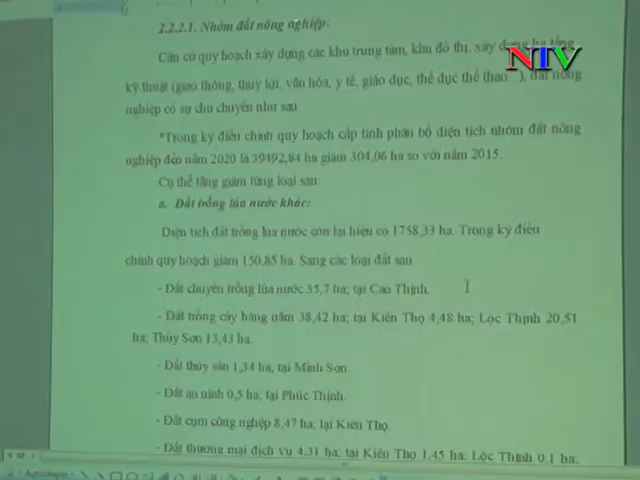 2.2.2.1. Nhóm đất nông nghiệp:
Căn cứ quy hoạch xây dựng các khu trung tâm, khu đô thị, xây dựng hạ tầng
NTV
kỹ thuật (giao thông, thuỷ lợi, văn hóa, y tế, giáo dục, thể dục thể thao...), đất nông
nghiệp có sự chu chuyển như sau
*Trong kỳ điều chỉnh quy hoạch cấp tỉnh phân bổ diện tích nhóm đất nông
nghiệp đến năm 2020 là 39492,84 ha giảm 304,06 ha so với năm 2015.
Cụ thể tăng giảm từng loại sau:
a. Đất trồng lúa nước khác:
Diện tích đất trồng lúa nước còn lại hiện có 1758,33 ha. Trong kỳ điều
chỉnh quy hoạch giảm 150,85 ha. Sang các loại đất sau
- Đất chuyên trồng lúa nước 35,7 ha; tại Cao Thịnh.
- Đất trồng cây hàng năm 38,42 ha; tại Kiên Thọ 4,48 ha; Lộc Thịnh 20,51
ha; Thúy Sơn 13,43 ha.
- Đất thủy sản 1,34 ha, tại Minh Sơn.
- Đất an ninh 0,5 ha; tại Phúc Thịnh.
- Đất cụm công nghệp 8,47 ha; tại Kiên Thọ.
- Đất thương mại dịch vụ 4,31 ha; tại Kiên Thọ 1,45 ha; Lộc Thịnh 0,1 ha;